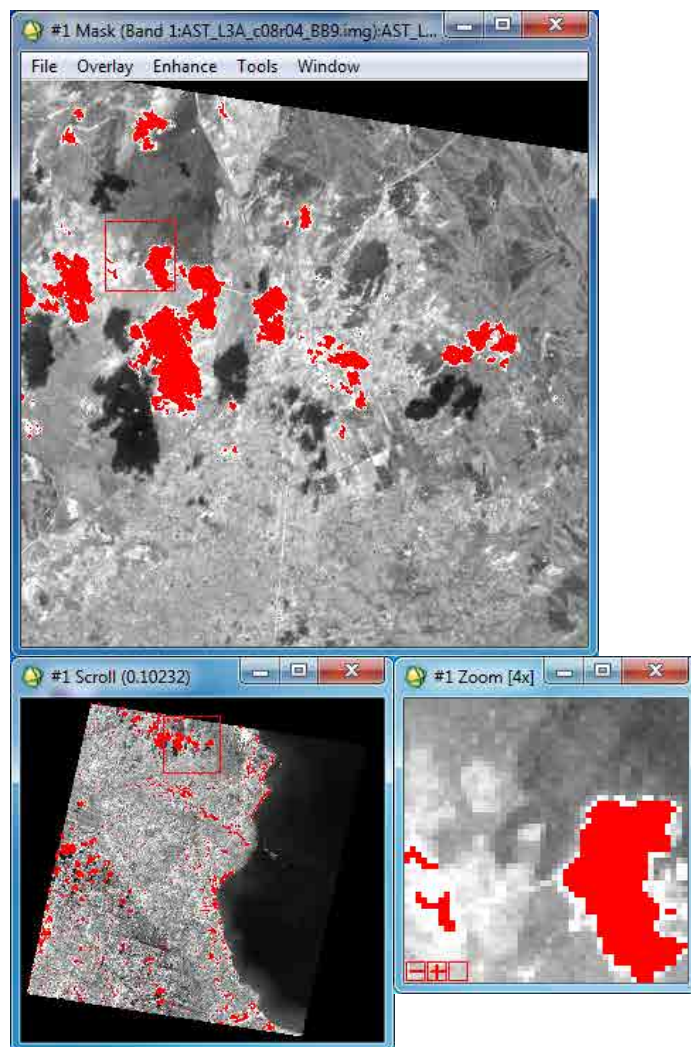 #1 Mask (Band 1:AST_L3A_c08r04_BB9.img):AST_L...
File Overlay Enhance Tools Window
#1 Scroll (0.10232)
#1 Zoom [4x]